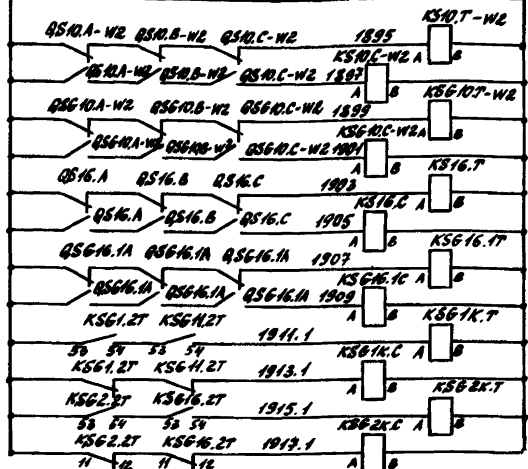 KS10.T-W2
QS10.A-W2 QS10.B-W2 QS10.C-W2 1895
KS10.C-W2 A B
QS10.A-W2 QS10.B-W2 QS10.C-W2 1897
A B KSG10.T-W2
QSG10.A-W2 QSG10.B-W2 QSG10.C-W2 1899
KSG10.C-W2 A B
QSG10.A-W2 QSG10.B-W2 QSG10.C-W2 1901
A B KS16.T
QS16.A QS16.B QS16.C 1903
KS16.C A B
QS16.A QS16.B QS16.C 1905
A B KSG16.1T
QSG16.1A QSG16.1A QSG16.1A 1907
KSG16.1C A B
QSG16.1A QSG16.1A QSG16.1A 1909
A B KSG1K.T
KSG1.2T KSG11.2T 1911.1
53 54 53 54 KSG1K.C A B
KSG1.2T KSG11.2T 1913.1
A B KSG2K.T
KSG2.2T KSG16.2T 1915.1
53 54 53 54 KSG2K.C A B
KSG2.2T KSG16.2T 1917.1
11 12 11 12 A B